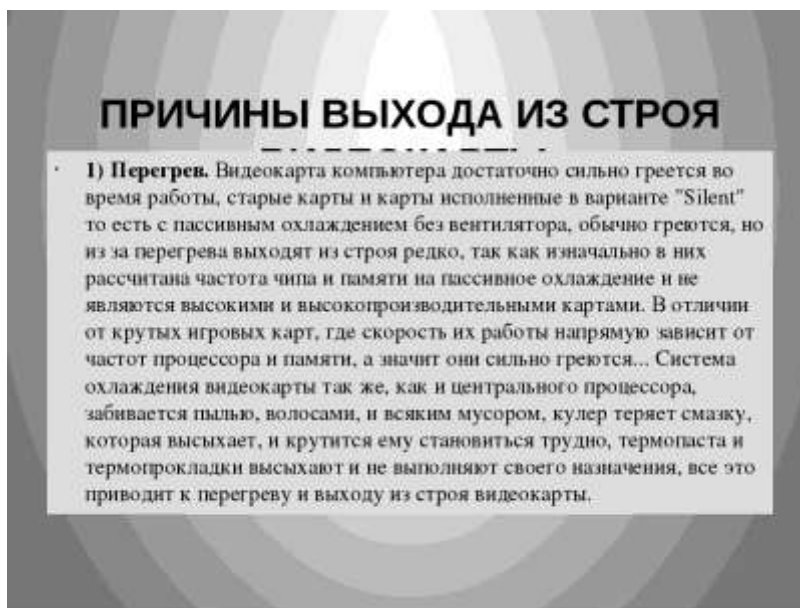 ПРИЧИНЫ ВЫХОДА ИЗ СТРОЯ
1) Перегрев. Видеокарта компьютера достаточно сильно греется во
время работы, старые карты и карты исполненные в варианте "Silent"
то есть с пассивным охлаждением без вентилятора, обычно греются, но
из за перегрева выходят из строя редко, так как изначально в них
рассчитана частота чипа и памяти на пассивное охлаждение и не
являются высокими и высокопроизводительными картами. В отличии
от крутых игровых карт, где скорость их работы напрямую зависит от
частот процессора и памяти, а значит они сильно греются... Система
охлаждения видеокарты так же, как и центрального процессора,
забивается пылью, волосами, и всяким мусором, кулер теряет смазку,
которая высыхает, и крутится ему становиться трудно, термопаста и
термопрокладки высыхают и не выполняют своего назначения, все это
приводит к перегреву и выходу из строя видеокарты.